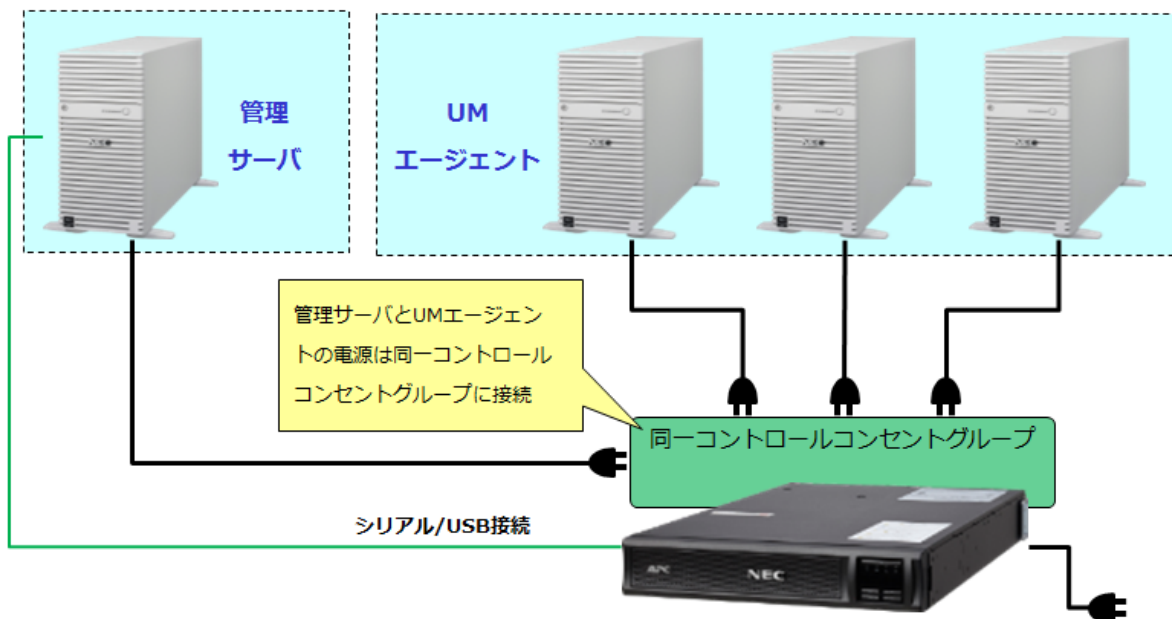 管理
サーバ
UM
エージェント
管理サーバとUMエージェン
トの電源は同一コントロール
コンセントグループに接続
同一コントロールコンセントグループ
シリアル/USB接続
APC
NEC